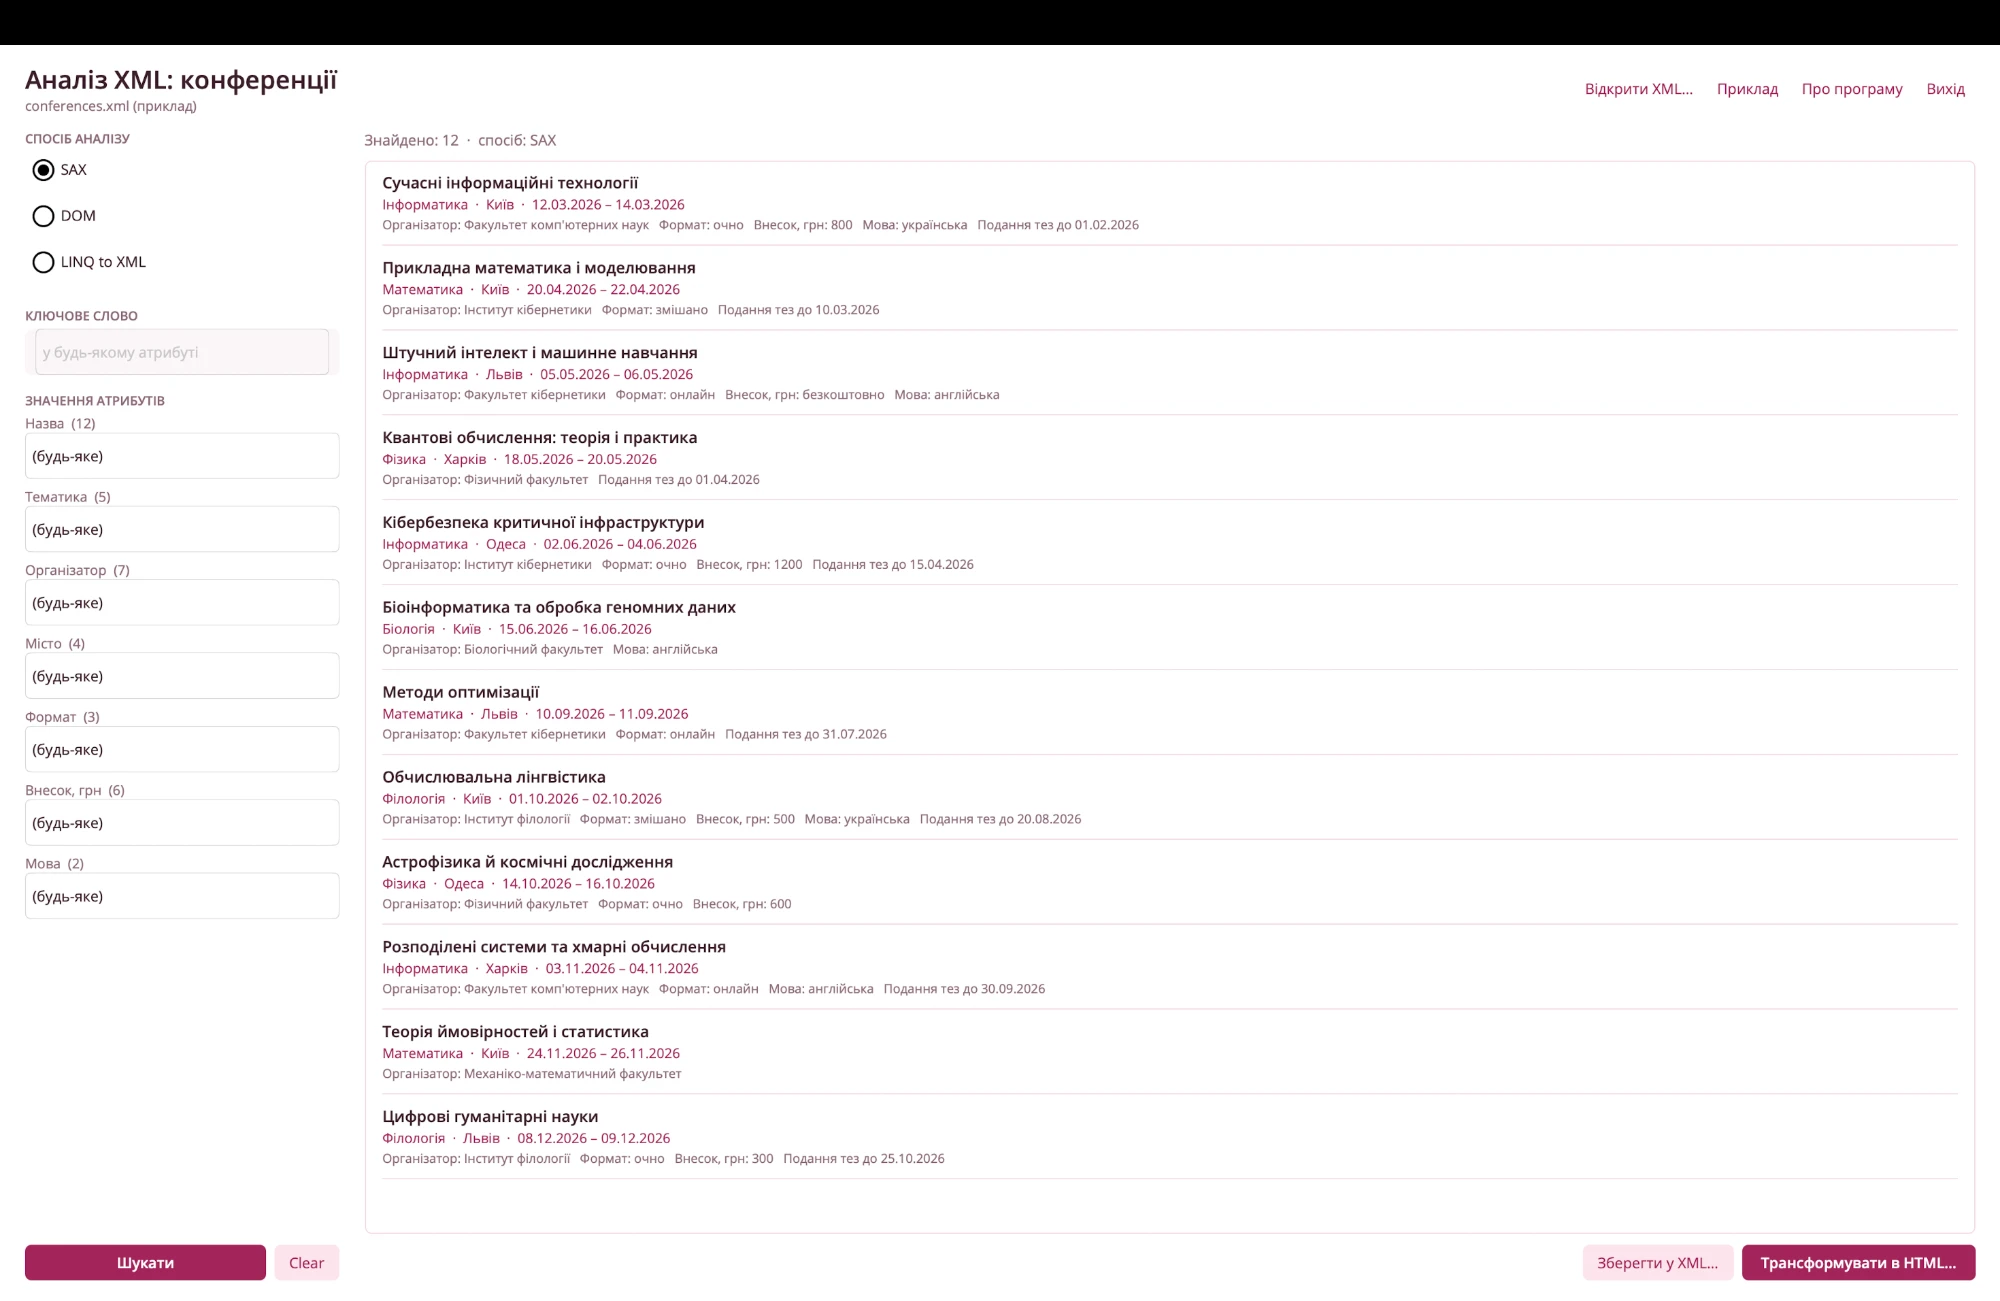 Аналіз XML: конференції
conferences.xml (приклад)
Відкрити XML... Приклад Про програму Вихід
СПОСІБ АНАЛІЗУ
SAX
DOM
LINQ to XML
КЛЮЧОВЕ СЛОВО
у будь-якому атрибуті
ЗНАЧЕННЯ АТРИБУТІВ
Назва (12)
(будь-яке)
Тематика (5)
(будь-яке)
Організатор (7)
(будь-яке)
Місто (4)
(будь-яке)
Формат (3)
(будь-яке)
Внесок, грн (6)
(будь-яке)
Мова (2)
(будь-яке)
Шукати Clear
Знайдено: 12 · спосіб: SAX
Сучасні інформаційні технології
Інформатика · Київ · 12.03.2026 – 14.03.2026
Організатор: Факультет комп'ютерних наук Формат: очно Внесок, грн: 800 Мова: українська Подання тез до 01.02.2026
Прикладна математика і моделювання
Математика · Київ · 20.04.2026 – 22.04.2026
Організатор: Інститут кібернетики Формат: змішано Подання тез до 10.03.2026
Штучний інтелект і машинне навчання
Інформатика · Львів · 05.05.2026 – 06.05.2026
Організатор: Факультет кібернетики Формат: онлайн Внесок, грн: безкоштовно Мова: англійська
Квантові обчислення: теорія і практика
Фізика · Харків · 18.05.2026 – 20.05.2026
Організатор: Фізичний факультет Подання тез до 01.04.2026
Кібербезпека критичної інфраструктури
Інформатика · Одеса · 02.06.2026 – 04.06.2026
Організатор: Інститут кібернетики Формат: очно Внесок, грн: 1200 Подання тез до 15.04.2026
Біоінформатика та обробка геномних даних
Біологія · Київ · 15.06.2026 – 16.06.2026
Організатор: Біологічний факультет Мова: англійська
Методи оптимізації
Математика · Львів · 10.09.2026 – 11.09.2026
Організатор: Факультет кібернетики Формат: онлайн Подання тез до 31.07.2026
Обчислювальна лінгвістика
Філологія · Київ · 01.10.2026 – 02.10.2026
Організатор: Інститут філології Формат: змішано Внесок, грн: 500 Мова: українська Подання тез до 20.08.2026
Астрофізика й космічні дослідження
Фізика · Одеса · 14.10.2026 – 16.10.2026
Організатор: Фізичний факультет Формат: очно Внесок, грн: 600
Розподілені системи та хмарні обчислення
Інформатика · Харків · 03.11.2026 – 04.11.2026
Організатор: Факультет комп'ютерних наук Формат: онлайн Мова: англійська Подання тез до 30.09.2026
Теорія ймовірностей і статистика
Математика · Київ · 24.11.2026 – 26.11.2026
Організатор: Механіко-математичний факультет
Цифрові гуманітарні науки
Філологія · Львів · 08.12.2026 – 09.12.2026
Організатор: Інститут філології Формат: очно Внесок, грн: 300 Подання тез до 25.10.2026
Зберегти у XML... Трансформувати в HTML...